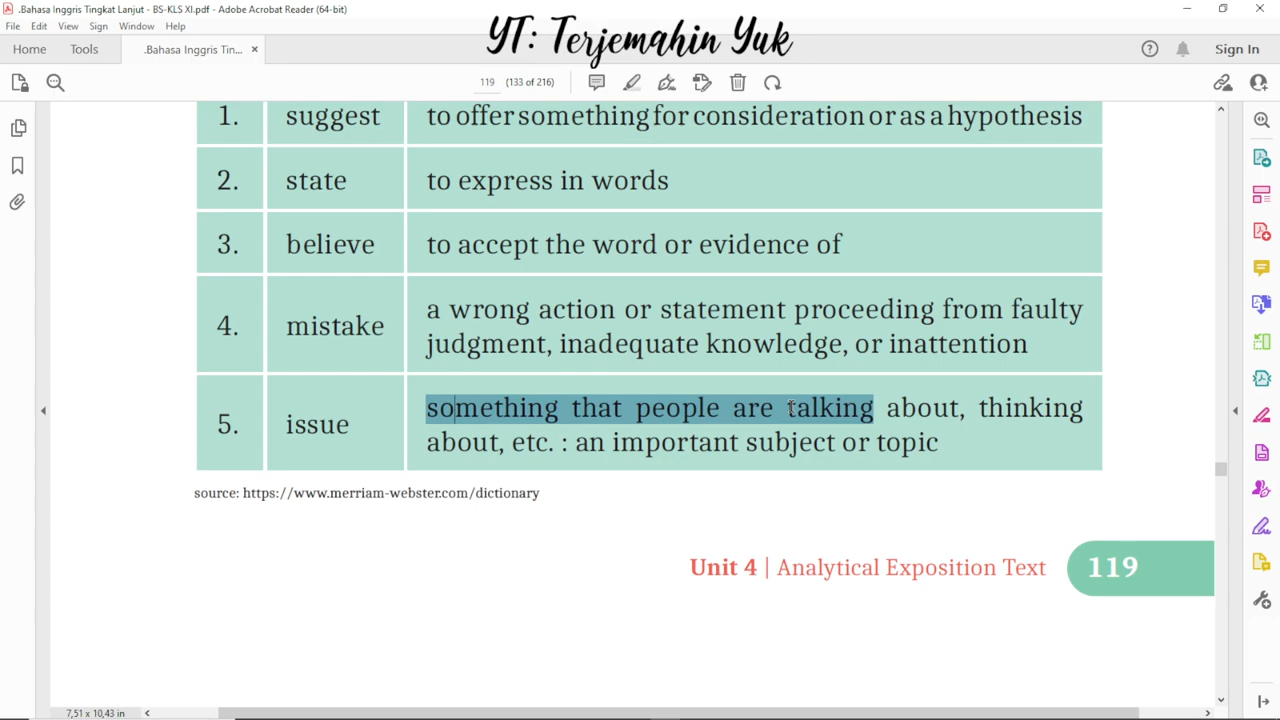 .Bahasa Inggris Tingkat Lanjut - BS-KLS XI.pdf - Adobe Acrobat Reader (64-bit)
File Edit View Sign Window Help
YT: Terjemahin Yuk
Home Tools .Bahasa Inggris Tin... × Sign In
119 (133 of 216)
1. suggest to offer something for consideration or as a hypothesis
2. state to express in words
3. believe to accept the word or evidence of
4. mistake a wrong action or statement proceeding from faulty
judgment, inadequate knowledge, or inattention
5. issue something that people are talking about, thinking
about, etc. : an important subject or topic
source: https://www.merriam-webster.com/dictionary
Unit 4 | Analytical Exposition Text 119
7,51 x 10,43 in